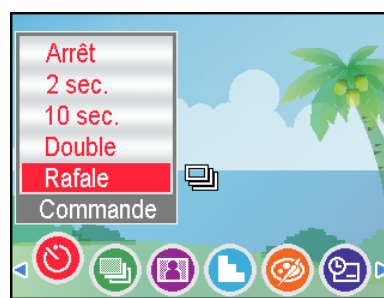 Arrêt
2 sec.
10 sec.
Double
Rafale
Commande